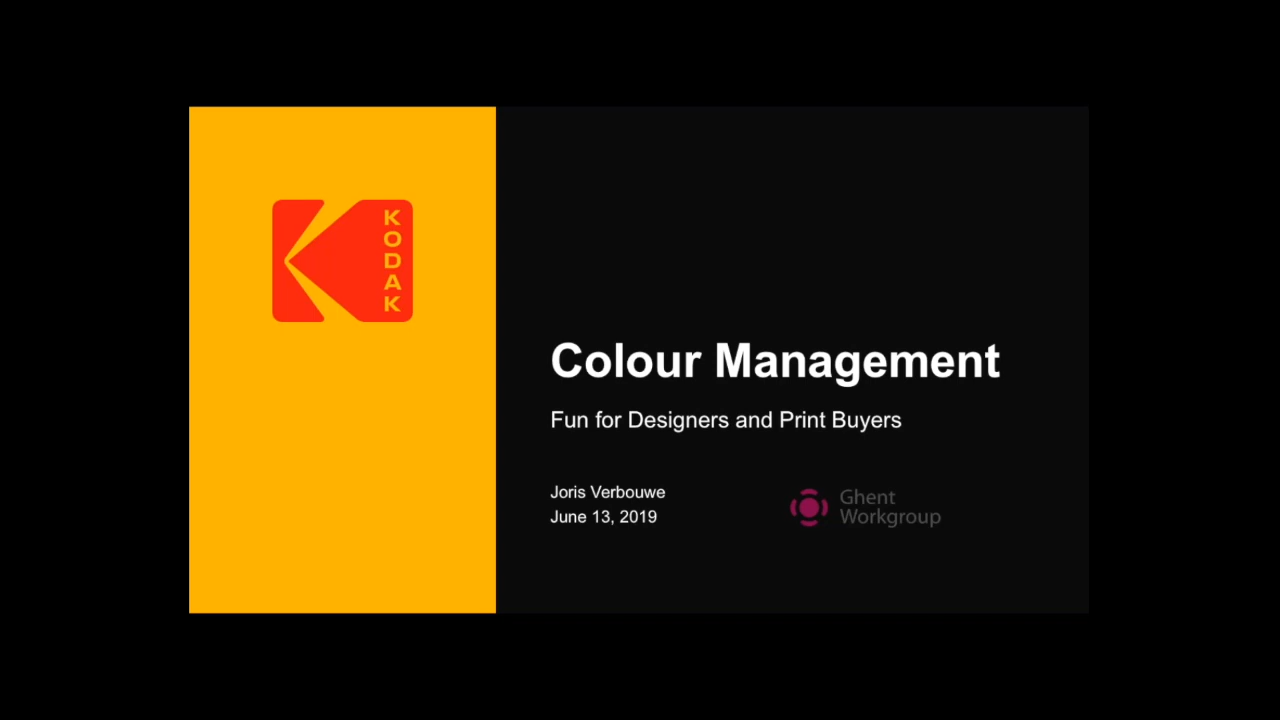 KODAK
Colour Management
Fun for Designers and Print Buyers
Joris Verbouwe
June 13, 2019
Ghent
Workgroup